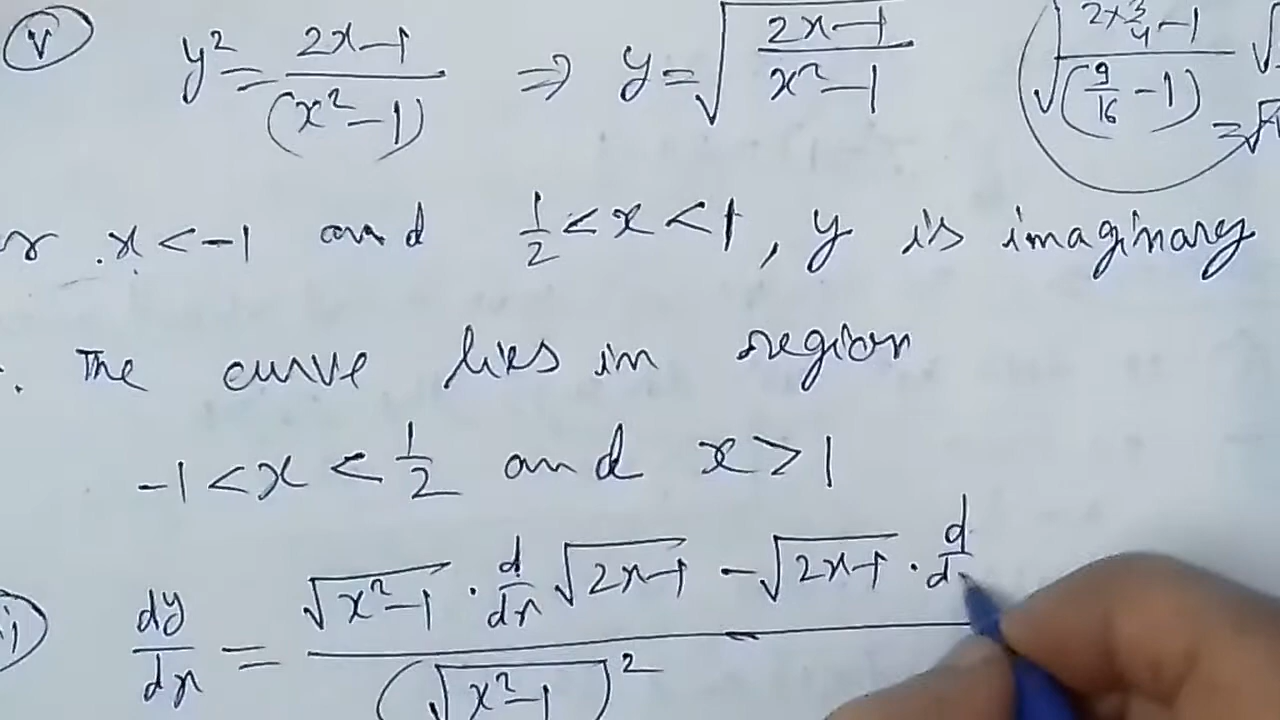 (v) y² = (2x-1)/(x²-1) ⇒ y = √((2x-1)/(x²-1)) √((2×3/4 -1)/(9/16 -1))
x < -1 and 1/2 < x < 1, y is imaginary
The curve lies in region
-1 < x < 1/2 and x > 1
dy/dx = (√(x²-1) · d/dx √(2x-1) - √(2x-1) · d/d)/(√(x²-1))²